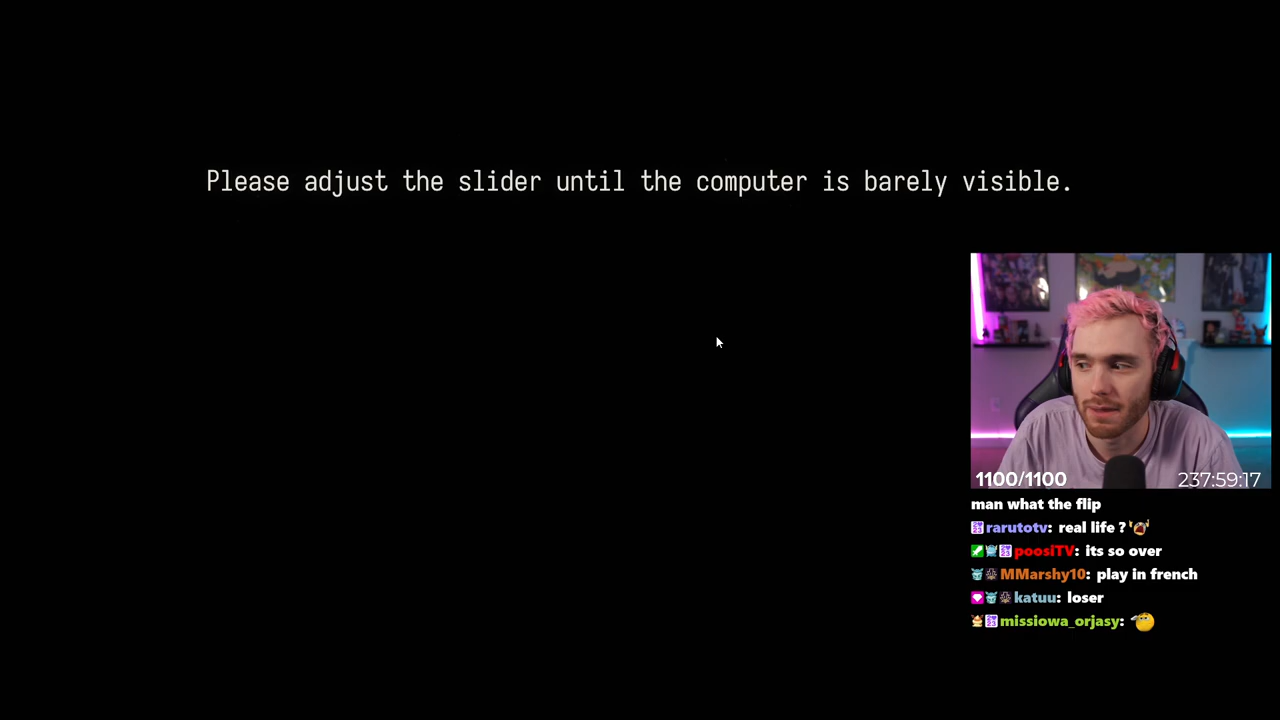 Please adjust the slider until the computer is barely visible.
1100/1100
237:59:17
man what the flip
rarutotv: real life ?
poosiTV: its so over
MMarshy10: play in french
katuu: loser
missiowa_orjasy: